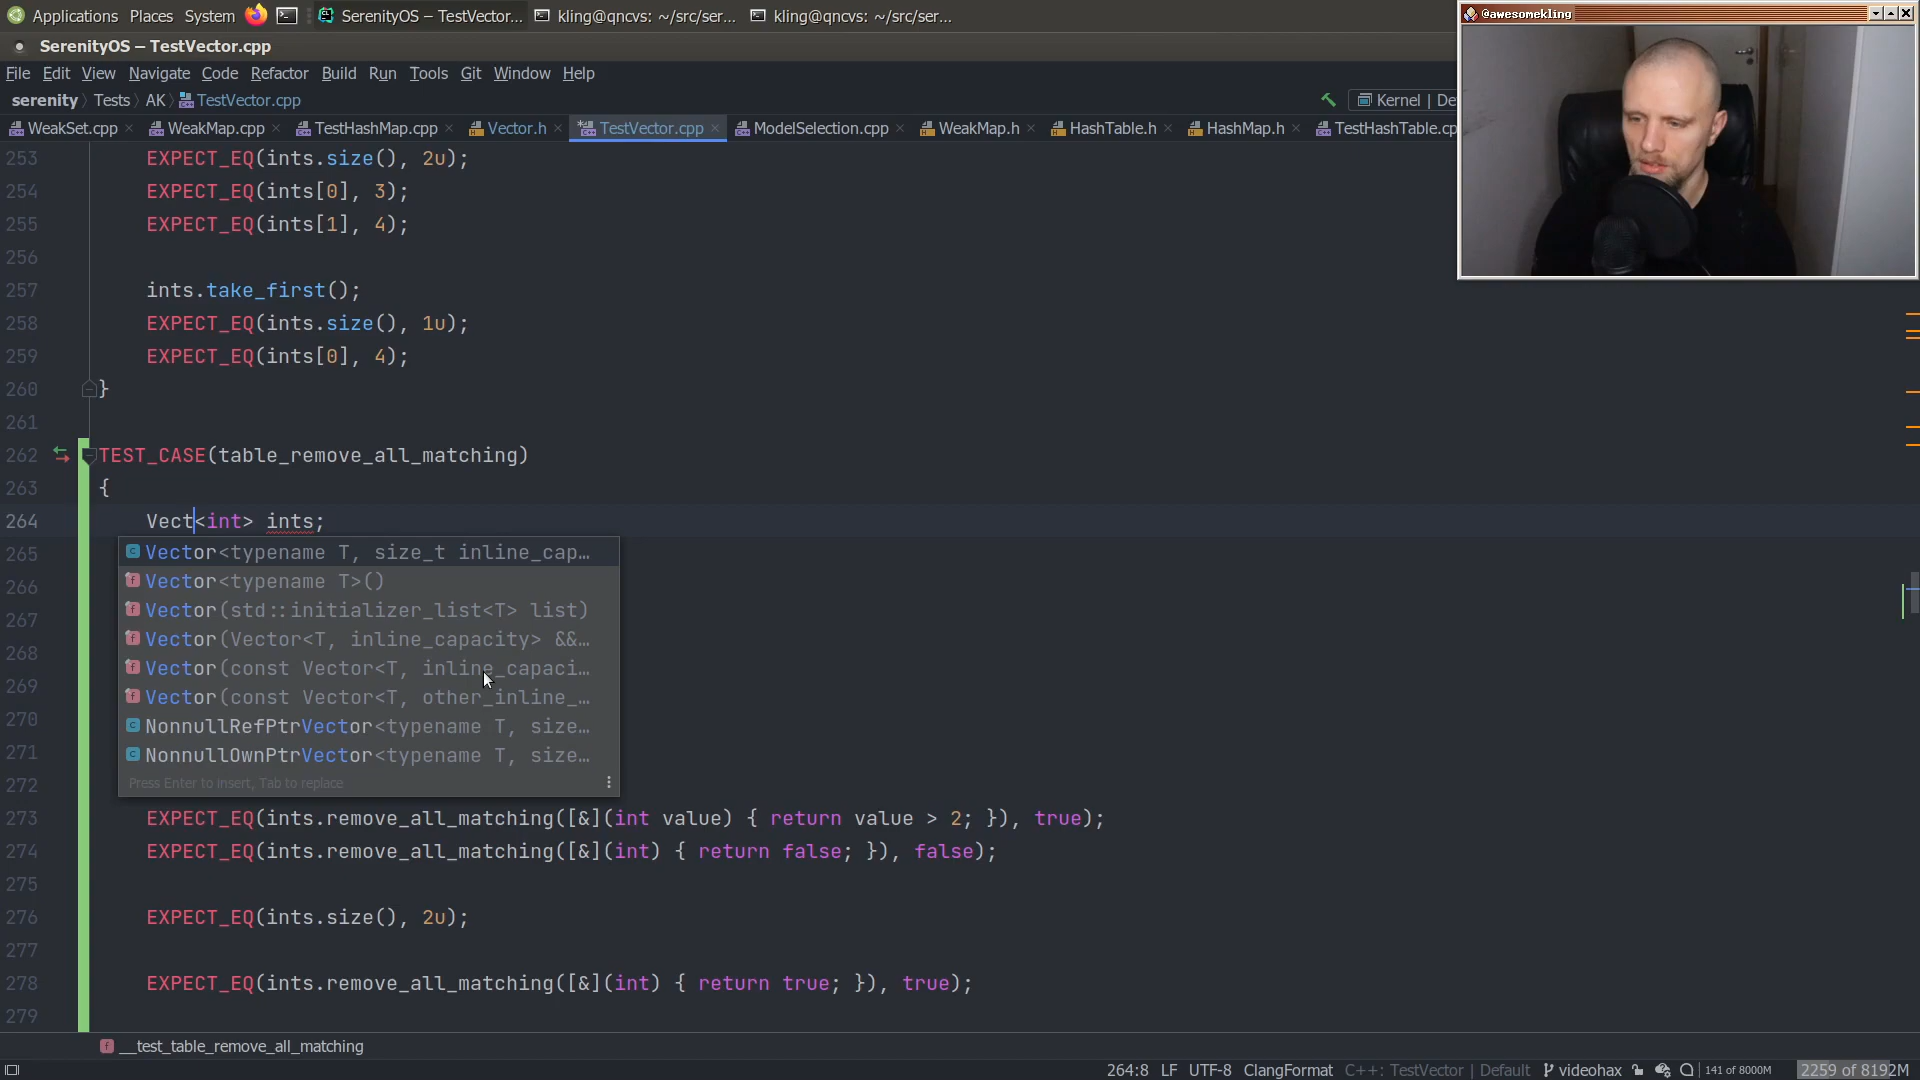 Applications Places System SerenityOS – TestVector... kling@qncvs: ~/src/ser... kling@qncvs: ~/src/ser...
@awesomekling
SerenityOS – TestVector.cpp
File Edit View Navigate Code Refactor Build Run Tools Git Window Help
serenity Tests AK TestVector.cpp Kernel | De
WeakSet.cpp WeakMap.cpp TestHashMap.cpp Vector.h TestVector.cpp ModelSelection.cpp WeakMap.h HashTable.h HashMap.h TestHashTable.cp
253 EXPECT_EQ(ints.size(), 2u);
254 EXPECT_EQ(ints[0], 3);
255 EXPECT_EQ(ints[1], 4);
256
257 ints.take_first();
258 EXPECT_EQ(ints.size(), 1u);
259 EXPECT_EQ(ints[0], 4);
260 }
261
262 TEST_CASE(table_remove_all_matching)
263 {
264 Vect<int> ints;
265 Vector<typename T, size_t inline_cap...
266 Vector<typename T>()
267 Vector(std::initializer_list<T> list)
268 Vector(Vector<T, inline_capacity> &&...
269 Vector(const Vector<T, inline_capaci...
270 Vector(const Vector<T, other_inline_...
271 NonnullRefPtrVector<typename T, size...
272 NonnullOwnPtrVector<typename T, size...
Press Enter to insert, Tab to replace
273 EXPECT_EQ(ints.remove_all_matching([&](int value) { return value > 2; }), true);
274 EXPECT_EQ(ints.remove_all_matching([&](int) { return false; }), false);
275
276 EXPECT_EQ(ints.size(), 2u);
277
278 EXPECT_EQ(ints.remove_all_matching([&](int) { return true; }), true);
279
__test_table_remove_all_matching
264:8 LF UTF-8 ClangFormat C++: TestVector | Default videohax 141 of 8000M 2259 of 8192M